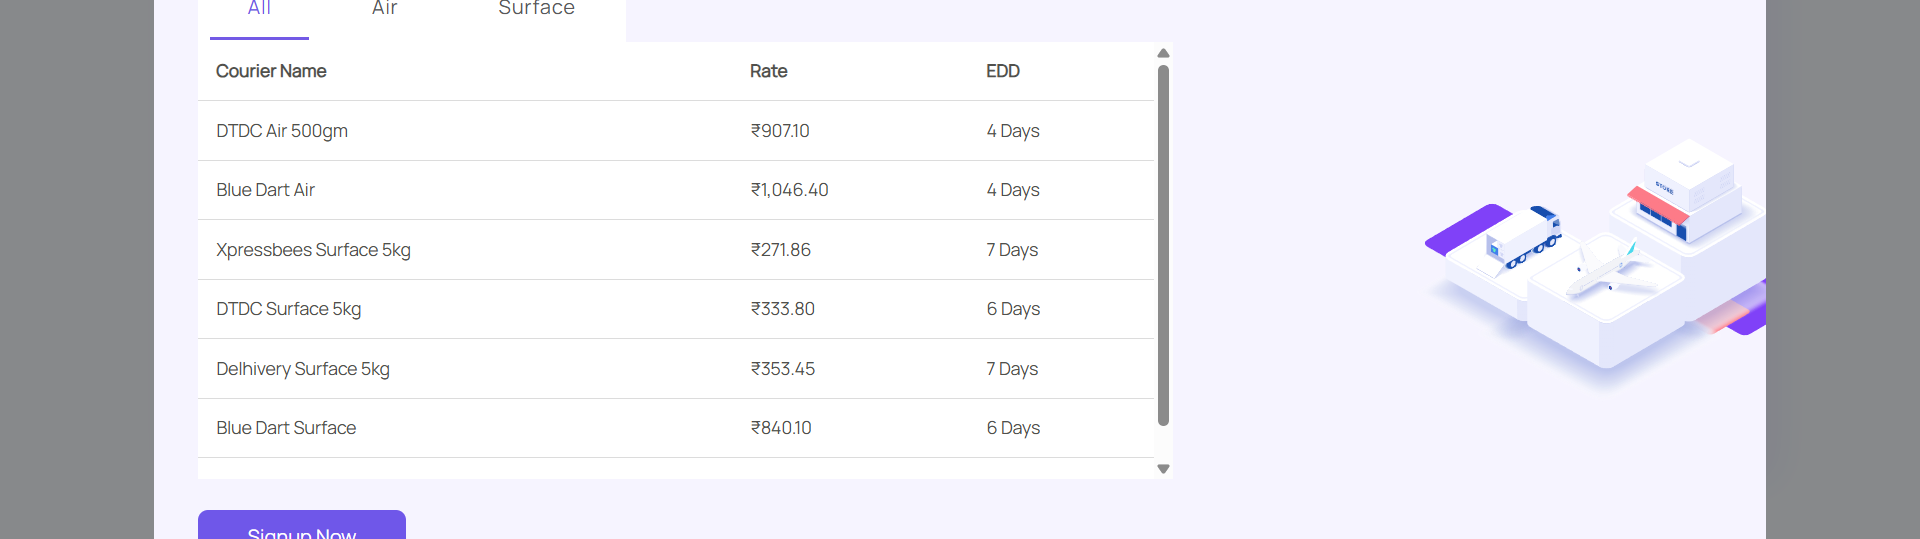 All Air Surface
Courier Name Rate EDD
DTDC Air 500gm ₹907.10 4 Days
Blue Dart Air ₹1,046.40 4 Days
STORE
Xpressbees Surface 5kg ₹271.86 7 Days
DTDC Surface 5kg ₹333.80 6 Days
Delhivery Surface 5kg ₹353.45 7 Days
Blue Dart Surface ₹840.10 6 Days
Signup Now